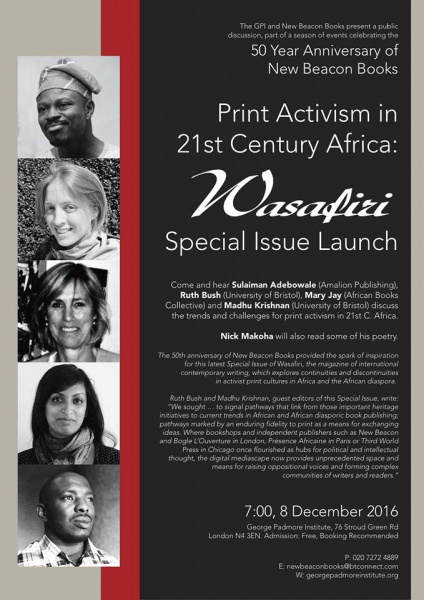 The GPI and New Beacon Books present a public
discussion, part of a season of events celebrating the
50 Year Anniversary of
New Beacon Books
Print Activism in
21st Century Africa:
Wasafiri
Special Issue Launch
Come and hear Sulaiman Adebowale (Amalion Publishing),
Ruth Bush (University of Bristol), Mary Jay (African Books
Collective) and Madhu Krishnan (University of Bristol) discuss
the trends and challenges for print activism in 21st C. Africa.
Nick Makoha will also read some of his poetry.
The 50th anniversary of New Beacon Books provided the spark of inspiration
for this latest Special Issue of Wasafiri, the magazine of international
contemporary writing, which explores continuities and discontinuities
in activist print cultures in Africa and the African diaspora.
Ruth Bush and Madhu Krishnan, guest editors of this Special Issue, write:
"We sought ... to signal pathways that link from those important heritage
initiatives to current trends in African and African diasporic book publishing;
pathways marked by an enduring fidelity to print as a means for exchanging
ideas. Where bookshops and independent publishers such as New Beacon
and Bogle L'Ouverture in London, Présence Africaine in Paris or Third World
Press in Chicago once flourished as hubs for political and intellectual
thought, the digital mediascape now provides unprecedented space and
means for raising oppositional voices and forming complex
communities of writers and readers."
7:00, 8 December 2016
George Padmore Institute, 76 Stroud Green Rd
London N4 3EN. Admission: Free, Booking Recommended
P: 020 7272 4889
E: newbeaconbooks@btconnect.com
W: georgepadmoreinstitute.org